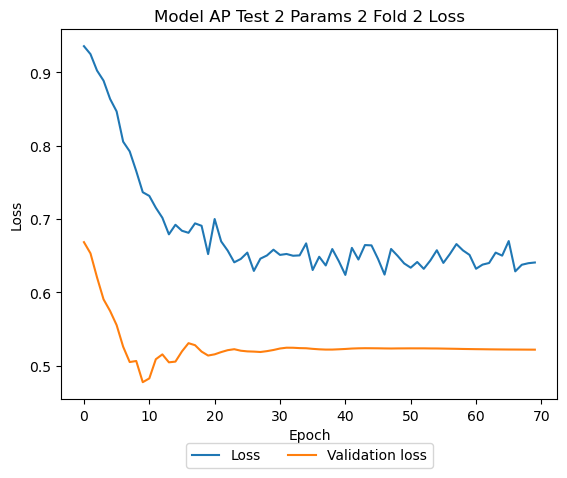 Model AP Test 2 Params 2 Fold 2 Loss
Loss
0.9
0.8
0.7
0.6
0.5
0 10 20 30 40 50 60 70
Epoch
Loss Validation loss